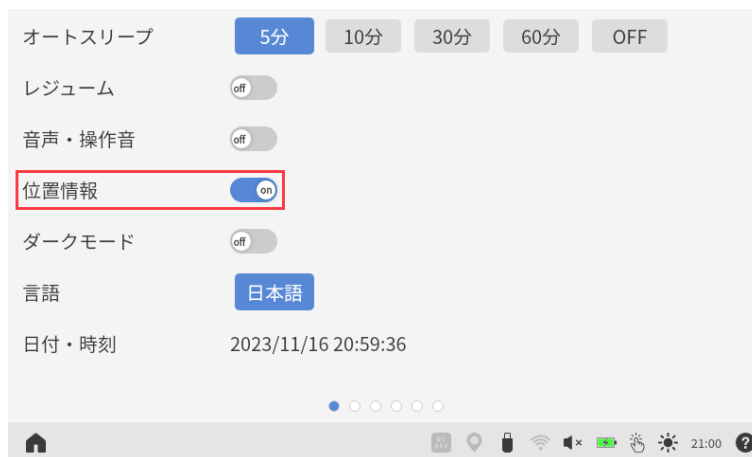 オートスリープ 5分 10分 30分 60分 OFF
レジューム off
音声・操作音 off
位置情報 on
ダークモード off
言語 日本語
日付・時刻 2023/11/16 20:59:36
DC OFF 21:00 ?